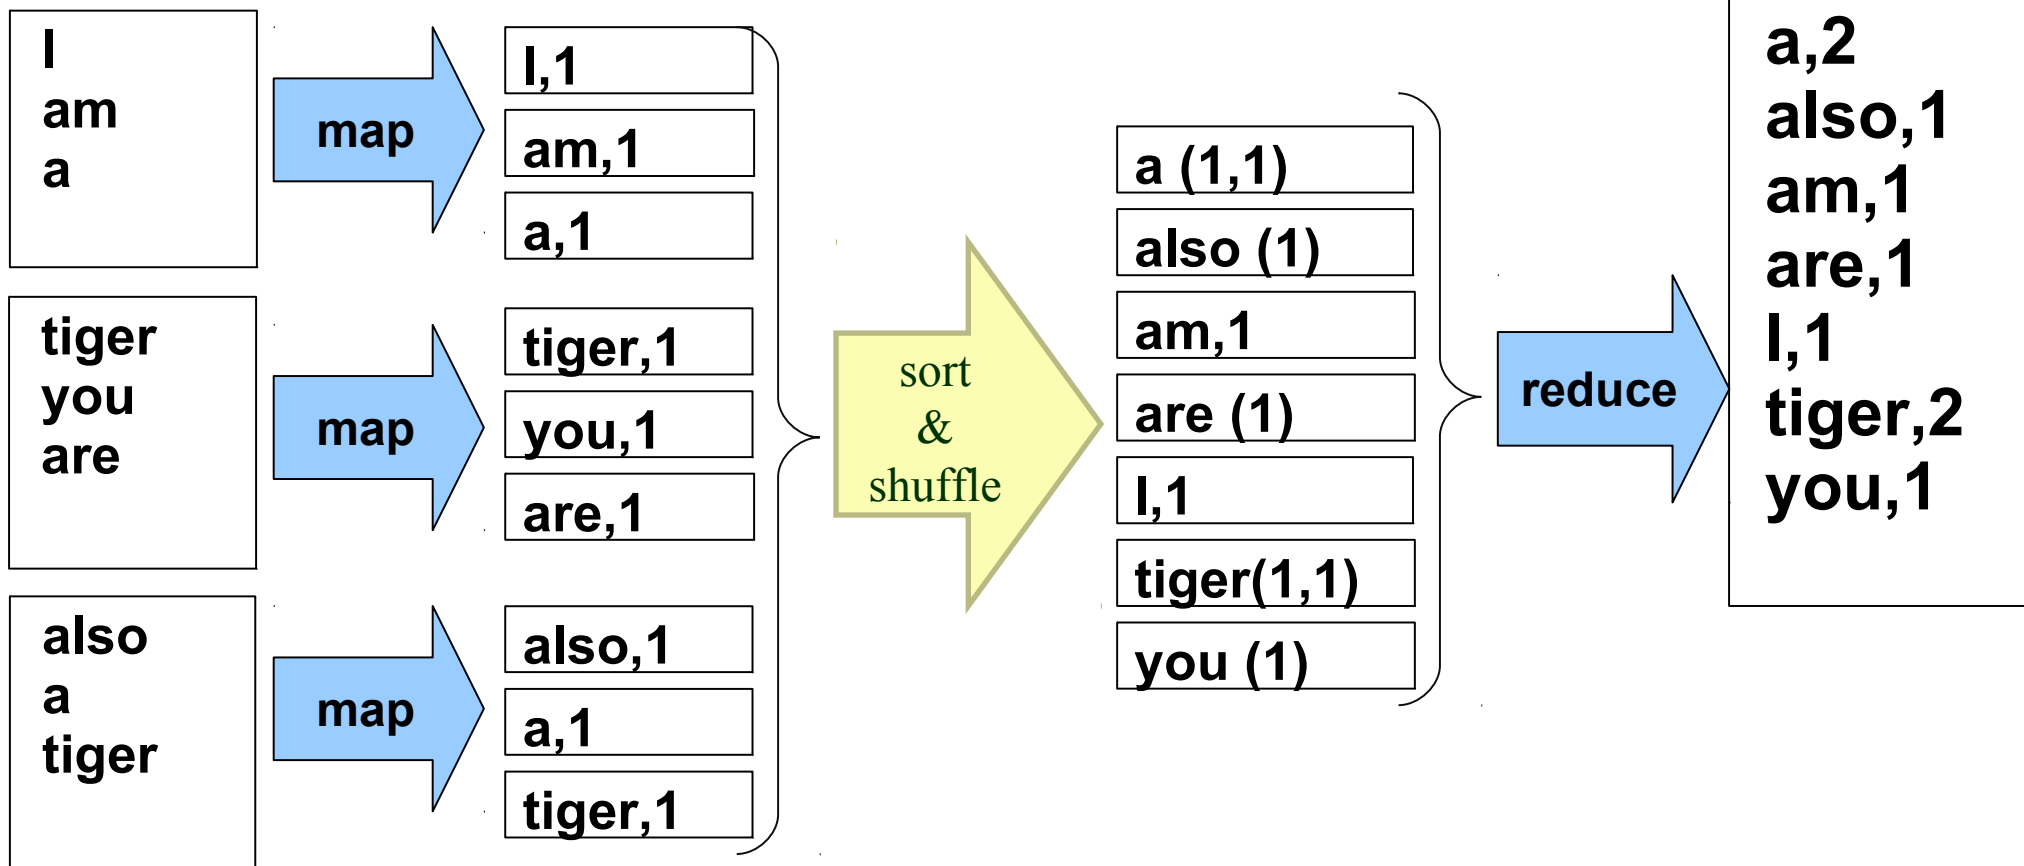 I
am
a
map
I,1
am,1
a,1
tiger
you
are
map
tiger,1
you,1
are,1
also
a
tiger
map
also,1
a,1
tiger,1
sort
&
shuffle
a (1,1)
also (1)
am,1
are (1)
I,1
tiger(1,1)
you (1)
reduce
a,2
also,1
am,1
are,1
I,1
tiger,2
you,1